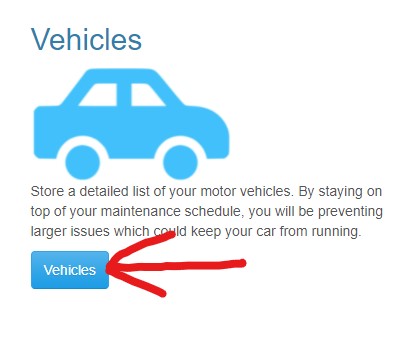 Vehicles
Store a detailed list of your motor vehicles. By staying on
top of your maintenance schedule, you will be preventing
larger issues which could keep your car from running.
Vehicles